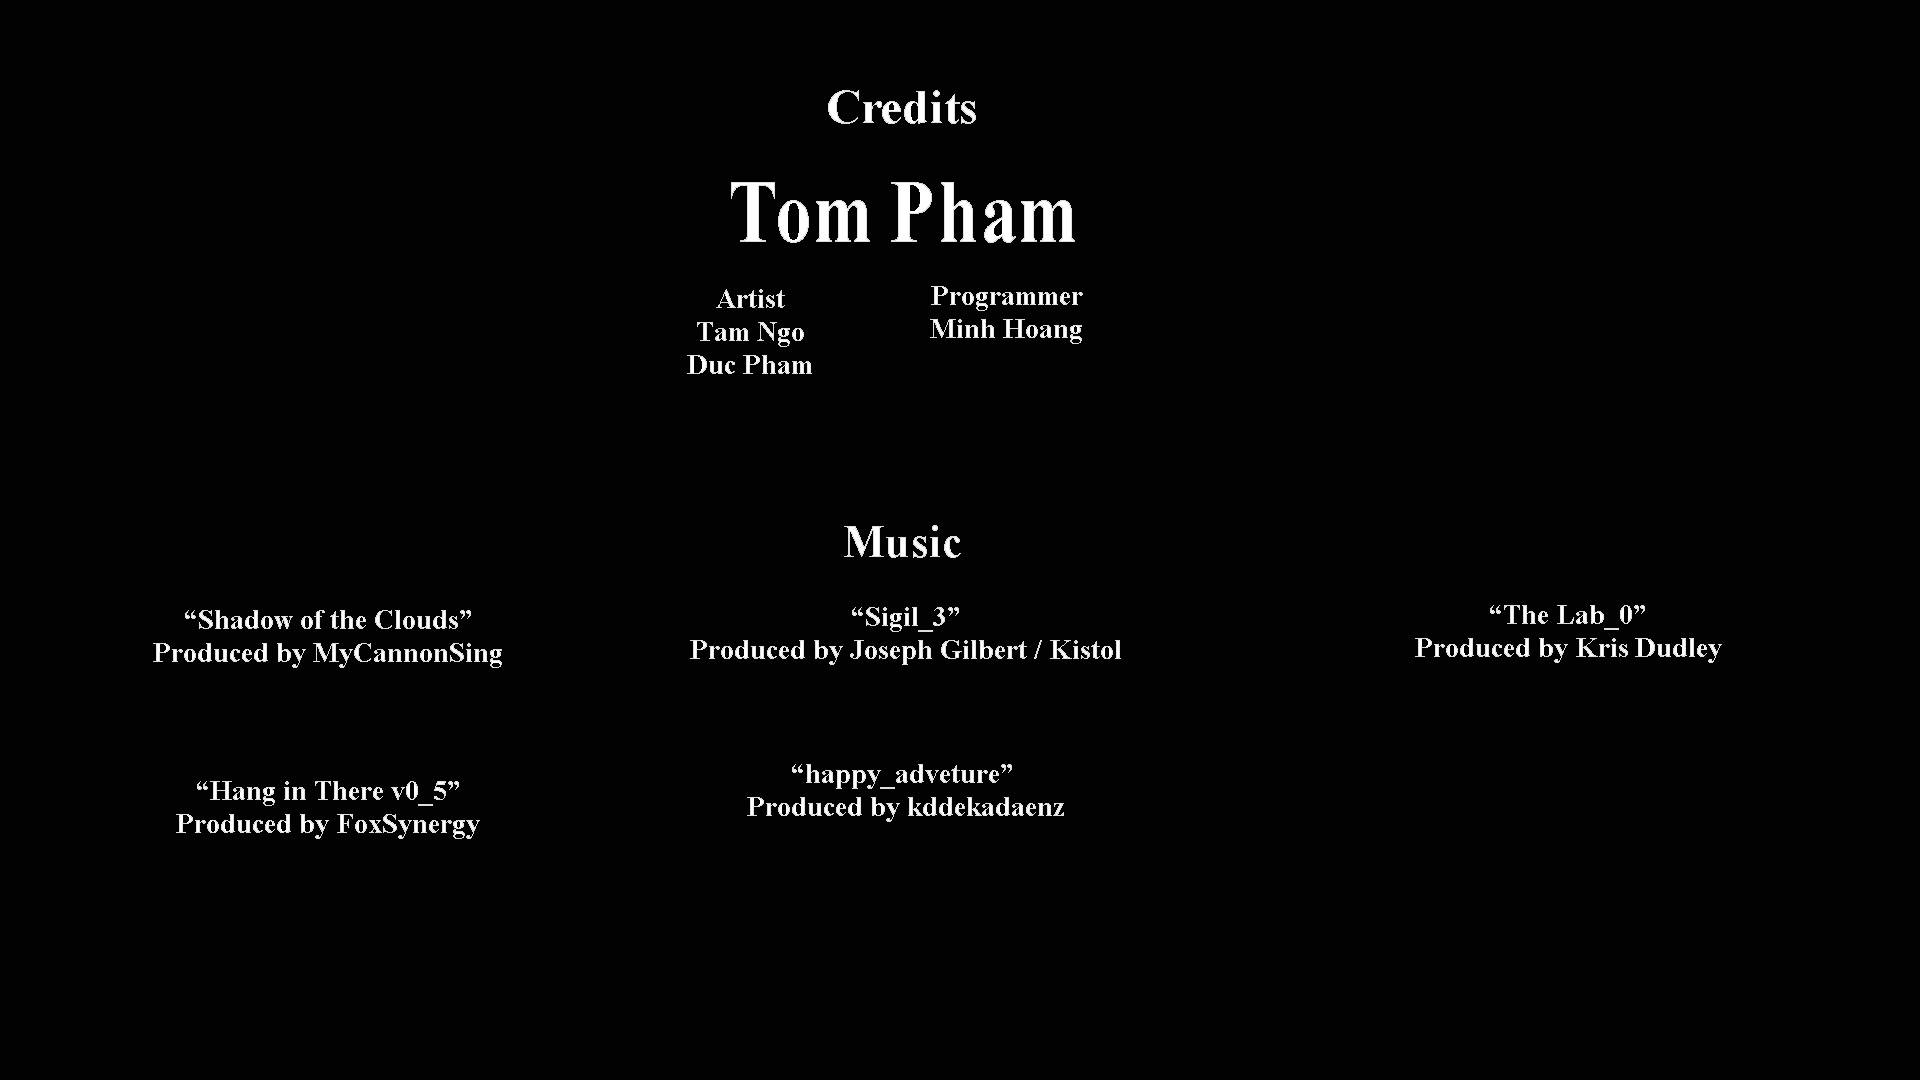 Credits
Tom Pham
Artist
Tam Ngo
Duc Pham
Programmer
Minh Hoang
Music
“Shadow of the Clouds”
Produced by MyCannonSing
“Sigil_3”
Produced by Joseph Gilbert / Kistol
“The Lab_0”
Produced by Kris Dudley
“Hang in There v0_5”
Produced by FoxSynergy
“happy_adveture”
Produced by kddekadaenz